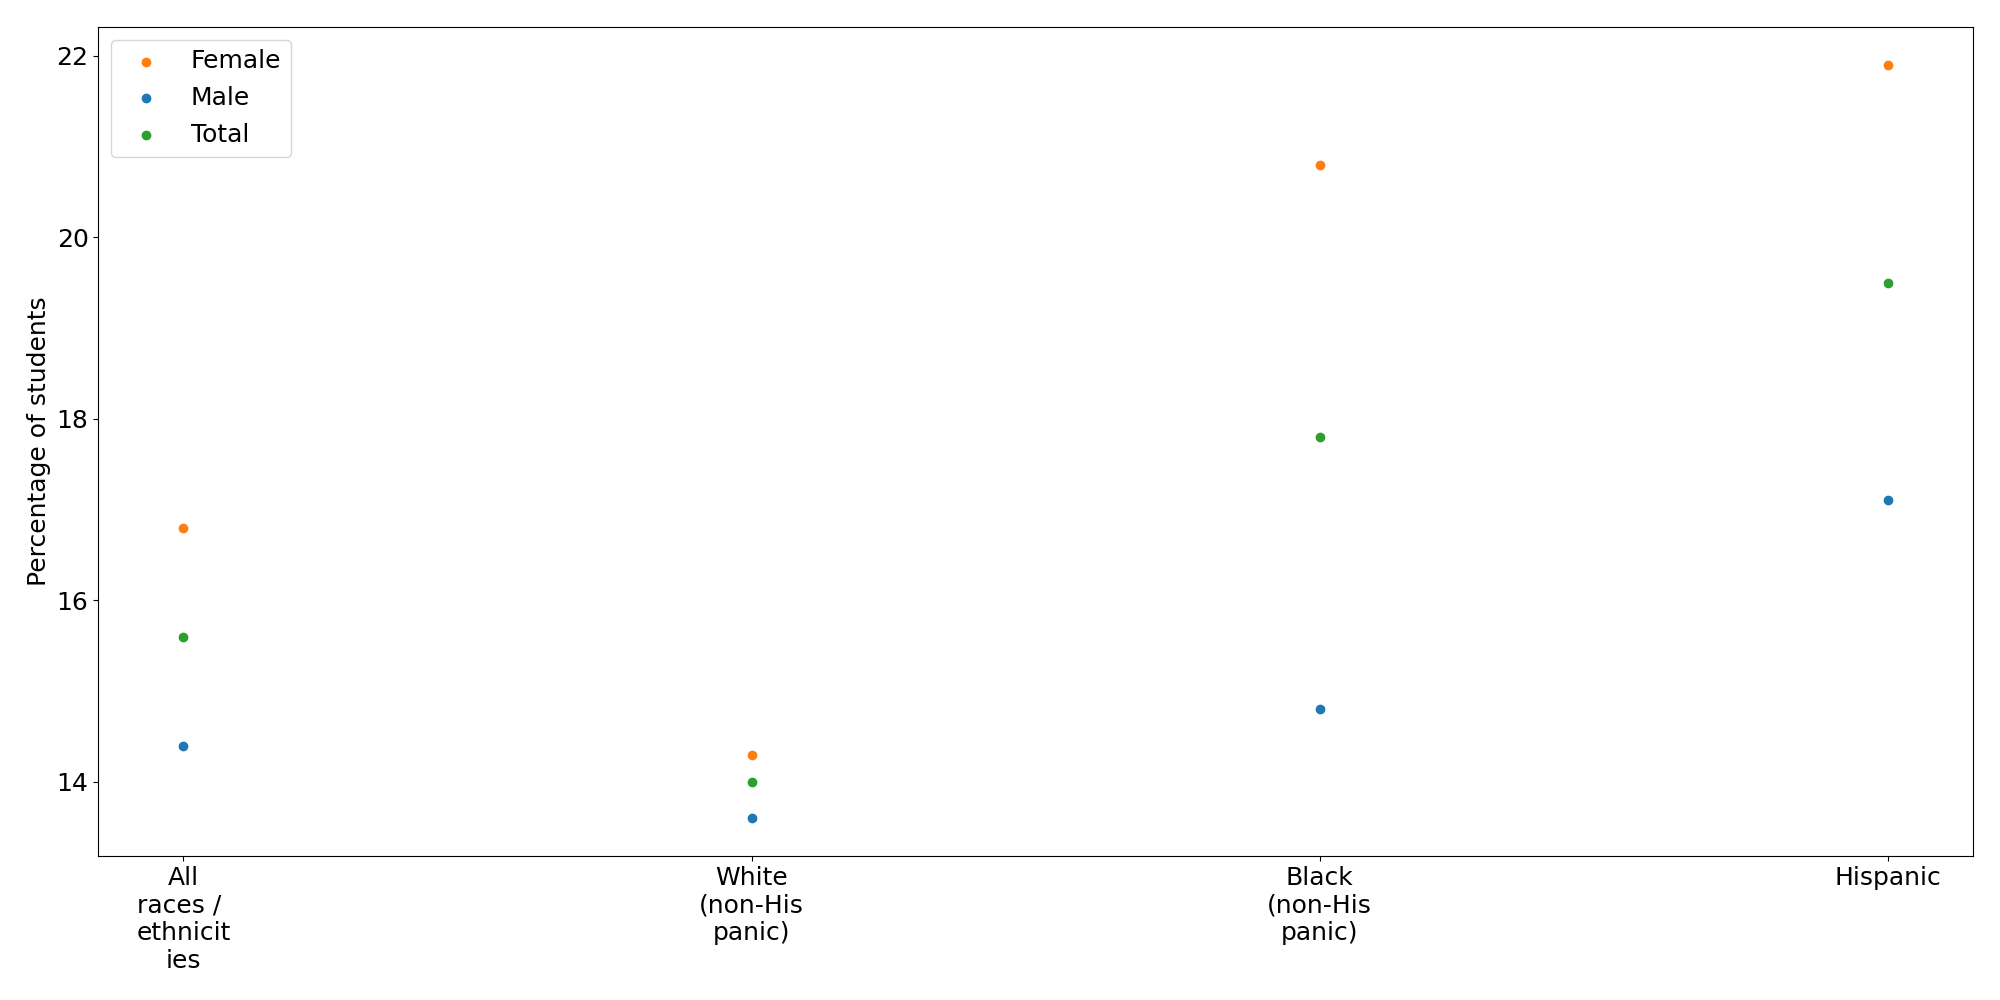 22
20
18
16
14
Percentage of students
Female
Male
Total
All
races /
ethnicit
ies
White
(non-His
panic)
Black
(non-His
panic)
Hispanic